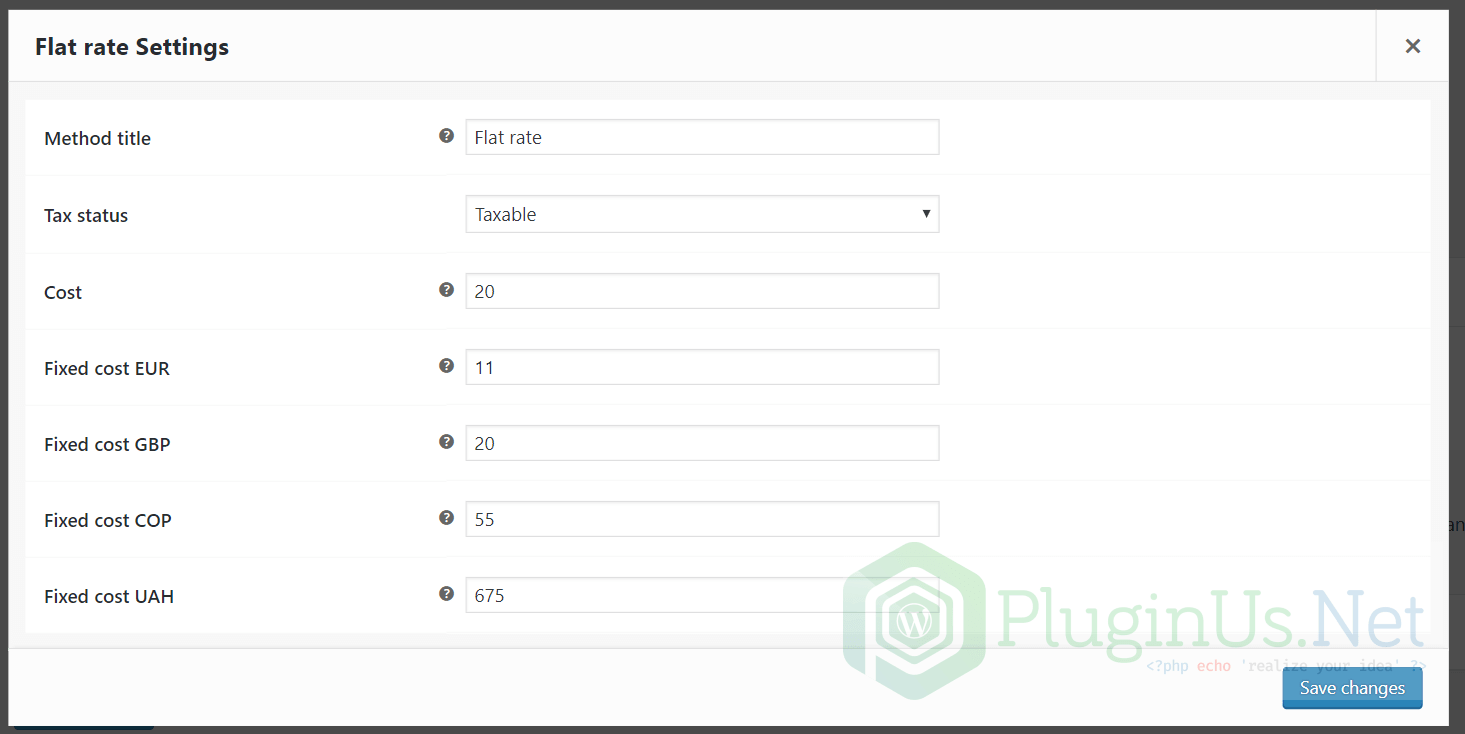 Flat rate Settings
Method title
Flat rate
Tax status
Taxable
Cost
20
Fixed cost EUR
11
Fixed cost GBP
20
Fixed cost COP
55
Fixed cost UAH
675
PluginUs.Net
<?php echo 'realize your idea' ?>
Save changes
an